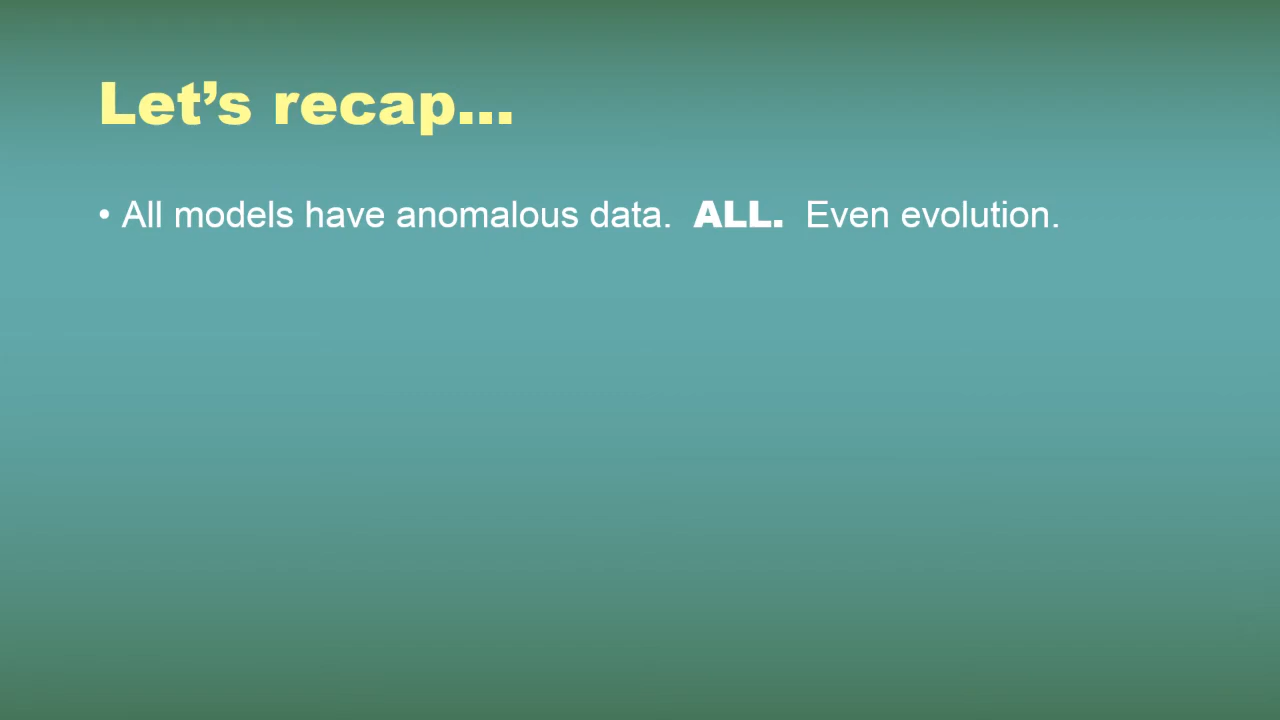 Let’s recap…
• All models have anomalous data.  ALL.  Even evolution.